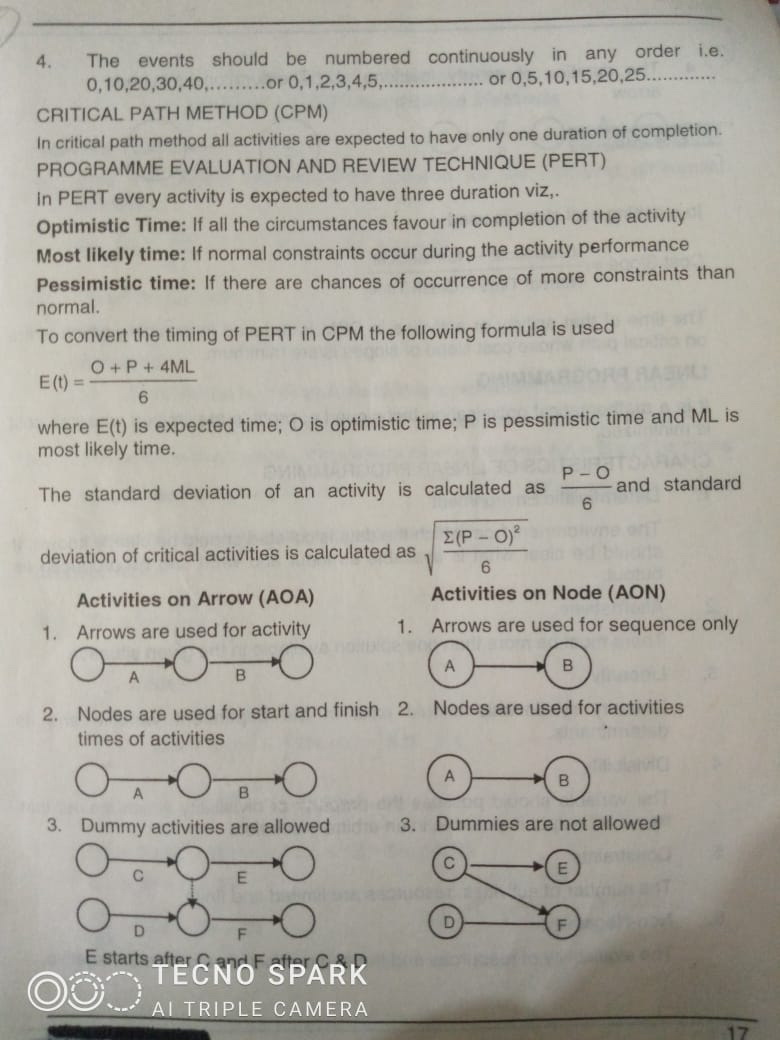 4. The events should be numbered continuously in any order i.e.
0,10,20,30,40,.........or 0,1,2,3,4,5,................... or 0,5,10,15,20,25.............
CRITICAL PATH METHOD (CPM)
In critical path method all activities are expected to have only one duration of completion.
PROGRAMME EVALUATION AND REVIEW TECHNIQUE (PERT)
In PERT every activity is expected to have three duration viz,.
Optimistic Time: If all the circumstances favour in completion of the activity
Most likely time: If normal constraints occur during the activity performance
Pessimistic time: If there are chances of occurrence of more constraints than
normal.
To convert the timing of PERT in CPM the following formula is used
E(t) = O + P + 4ML / 6
where E(t) is expected time; O is optimistic time; P is pessimistic time and ML is
most likely time.
The standard deviation of an activity is calculated as P – O / 6 and standard
deviation of critical activities is calculated as √ Σ(P – O)² / 6
Activities on Arrow (AOA)
1. Arrows are used for activity
A B
2. Nodes are used for start and finish
times of activities
A B
3. Dummy activities are allowed
C E
D F
E starts after C and F after C & D
Activities on Node (AON)
1. Arrows are used for sequence only
A B
2. Nodes are used for activities
A B
3. Dummies are not allowed
C E
D F
TECNO SPARK
AI TRIPLE CAMERA
17